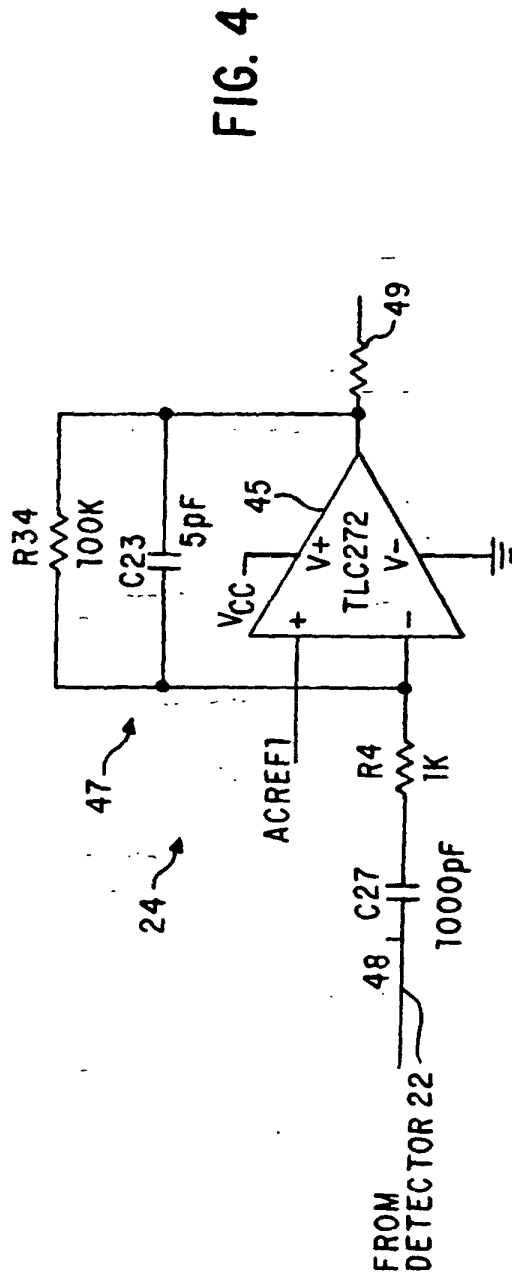 FIG. 4
R34
100K
C23
5pF
47
24
45
VCC
V+
TLC272
V-
+
-
49
ACREF1
R4
1K
C27
1000pF
48
FROM
DETECTOR 22